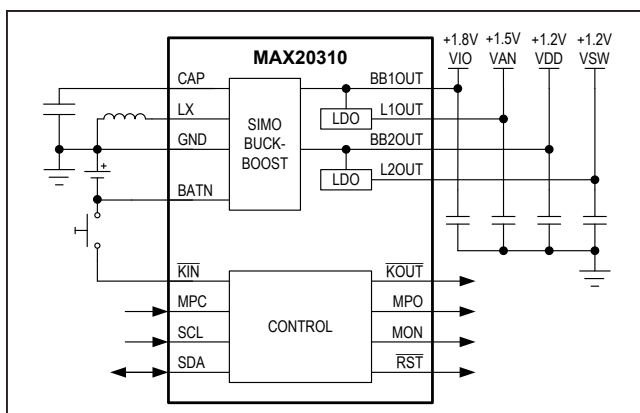 MAX20310
+1.8V +1.5V +1.2V +1.2V
VIO VAN VDD VSW
CAP
LX
GND
BATN
SIMO
BUCK-
BOOST
LDO
LDO
BB1OUT
L1OUT
BB2OUT
L2OUT
+
KIN
MPC
SCL
SDA
CONTROL
KOUT
MPO
MON
RST